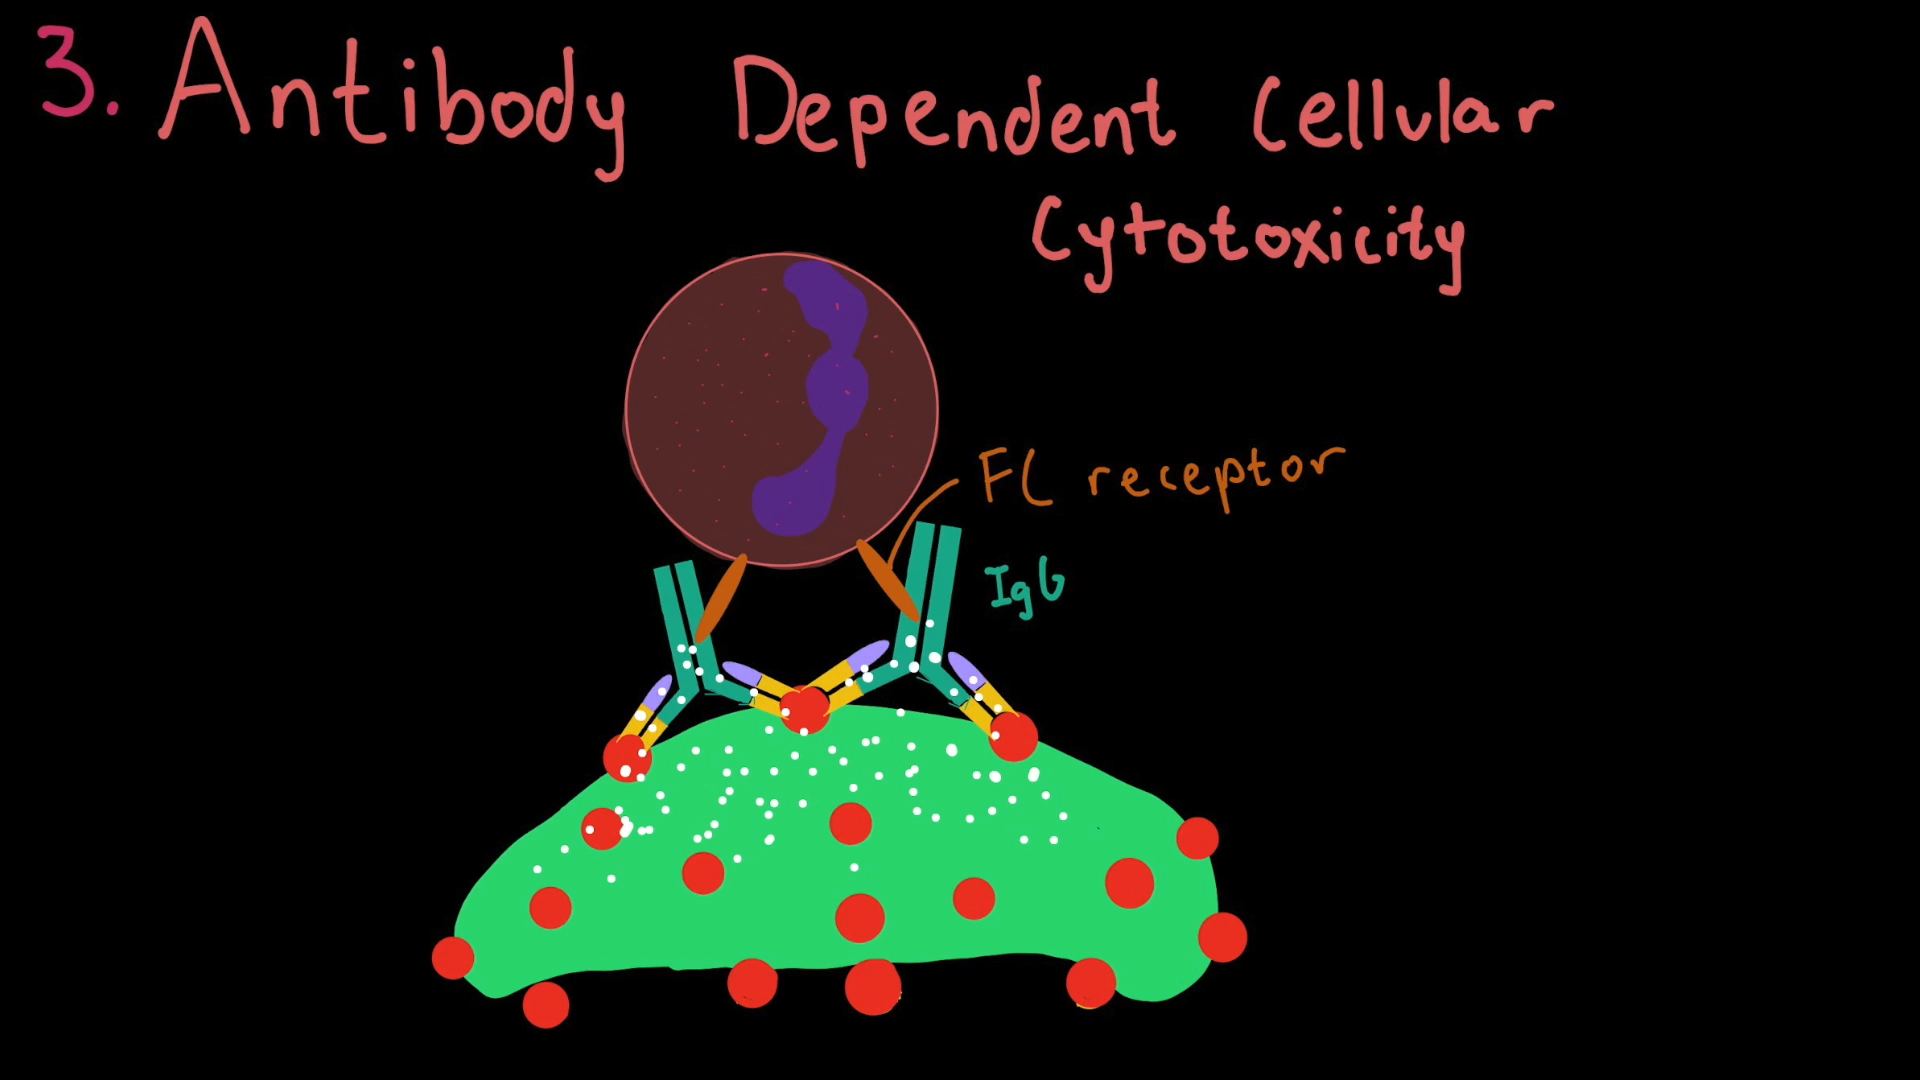 3. Antibody Dependent Cellular
Cytotoxicity
FC receptor
IgG